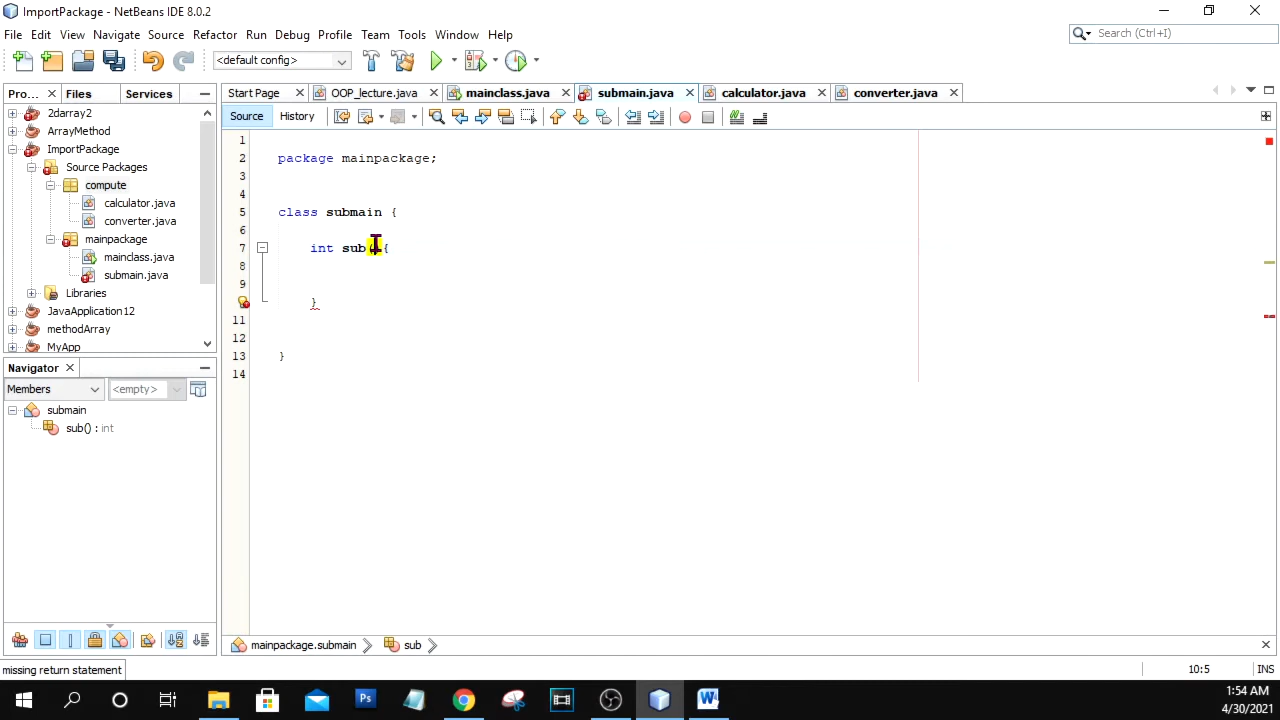 ImportPackage - NetBeans IDE 8.0.2
File Edit View Navigate Source Refactor Run Debug Profile Team Tools Window Help
Search (Ctrl+I)
<default config>
Pro... Files Services
Start Page OOP_lecture.java mainclass.java submain.java calculator.java converter.java
Source History
2darray2
ArrayMethod
ImportPackage
Source Packages
compute
calculator.java
converter.java
mainpackage
mainclass.java
submain.java
Libraries
JavaApplication12
methodArray
MyApp
1
2 package mainpackage;
3
4
5 class submain {
6
7 int sub( {
8
9
}
11
12
13 }
14
Navigator
Members <empty>
submain
sub() : int
mainpackage.submain sub
missing return statement
10:5 INS
Ps
W
1:54 AM
4/30/2021